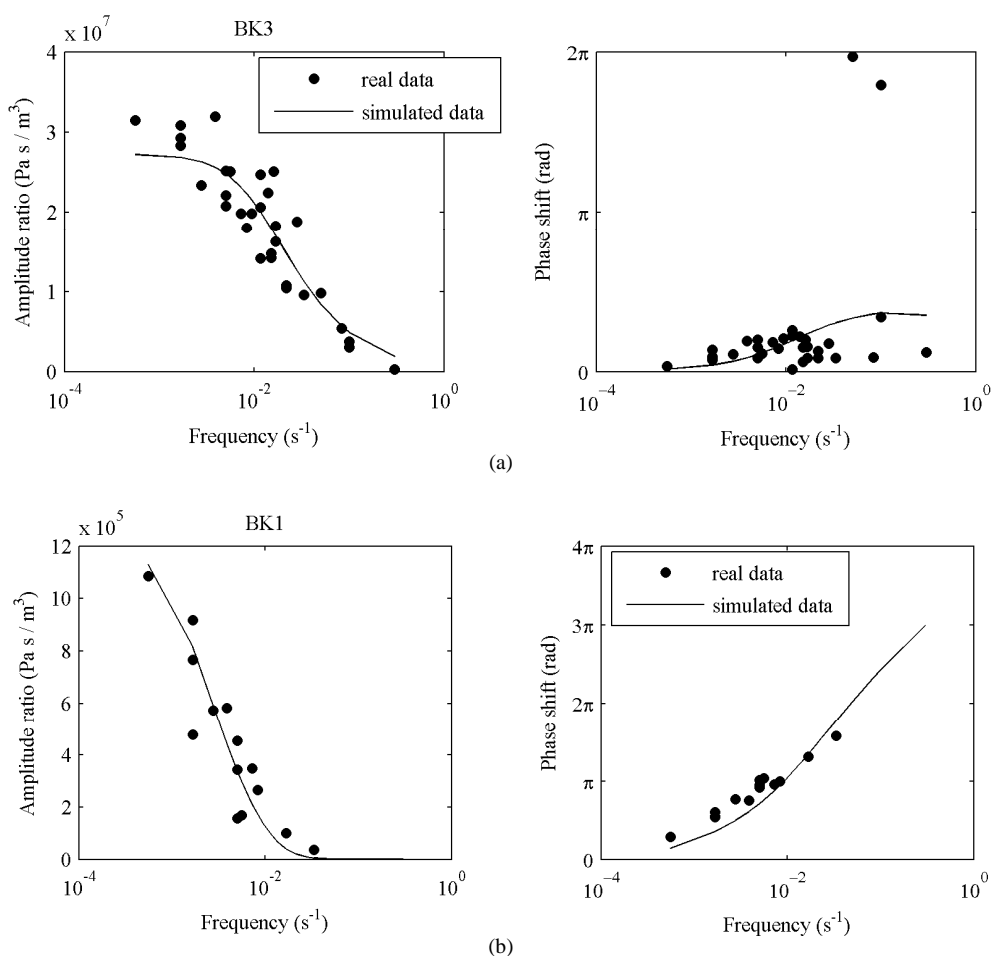 x 10^7
BK3
4
3
2
1
0
10^-4
10^-2
10^0
Amplitude ratio (Pa s / m^3)
Frequency (s^-1)
real data
simulated data
2π
π
0
10^-4
10^-2
10^0
Phase shift (rad)
Frequency (s^-1)
(a)
x 10^5
BK1
12
10
8
6
4
2
0
10^-4
10^-2
10^0
Amplitude ratio (Pa s / m^3)
Frequency (s^-1)
4π
3π
2π
π
0
10^-4
10^-2
10^0
Phase shift (rad)
Frequency (s^-1)
real data
simulated data
(b)